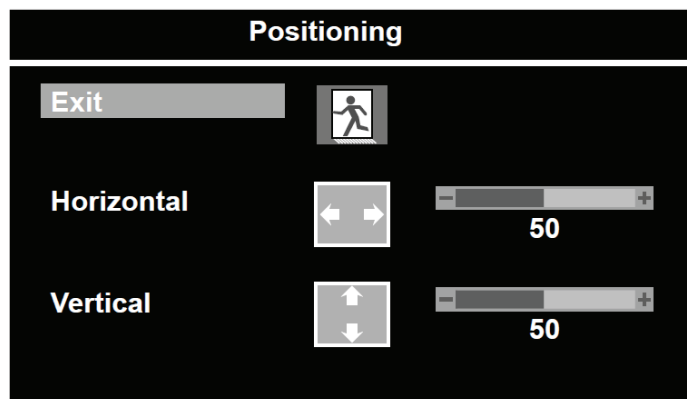 Positioning
Exit
Horizontal
- +
50
Vertical
- +
50